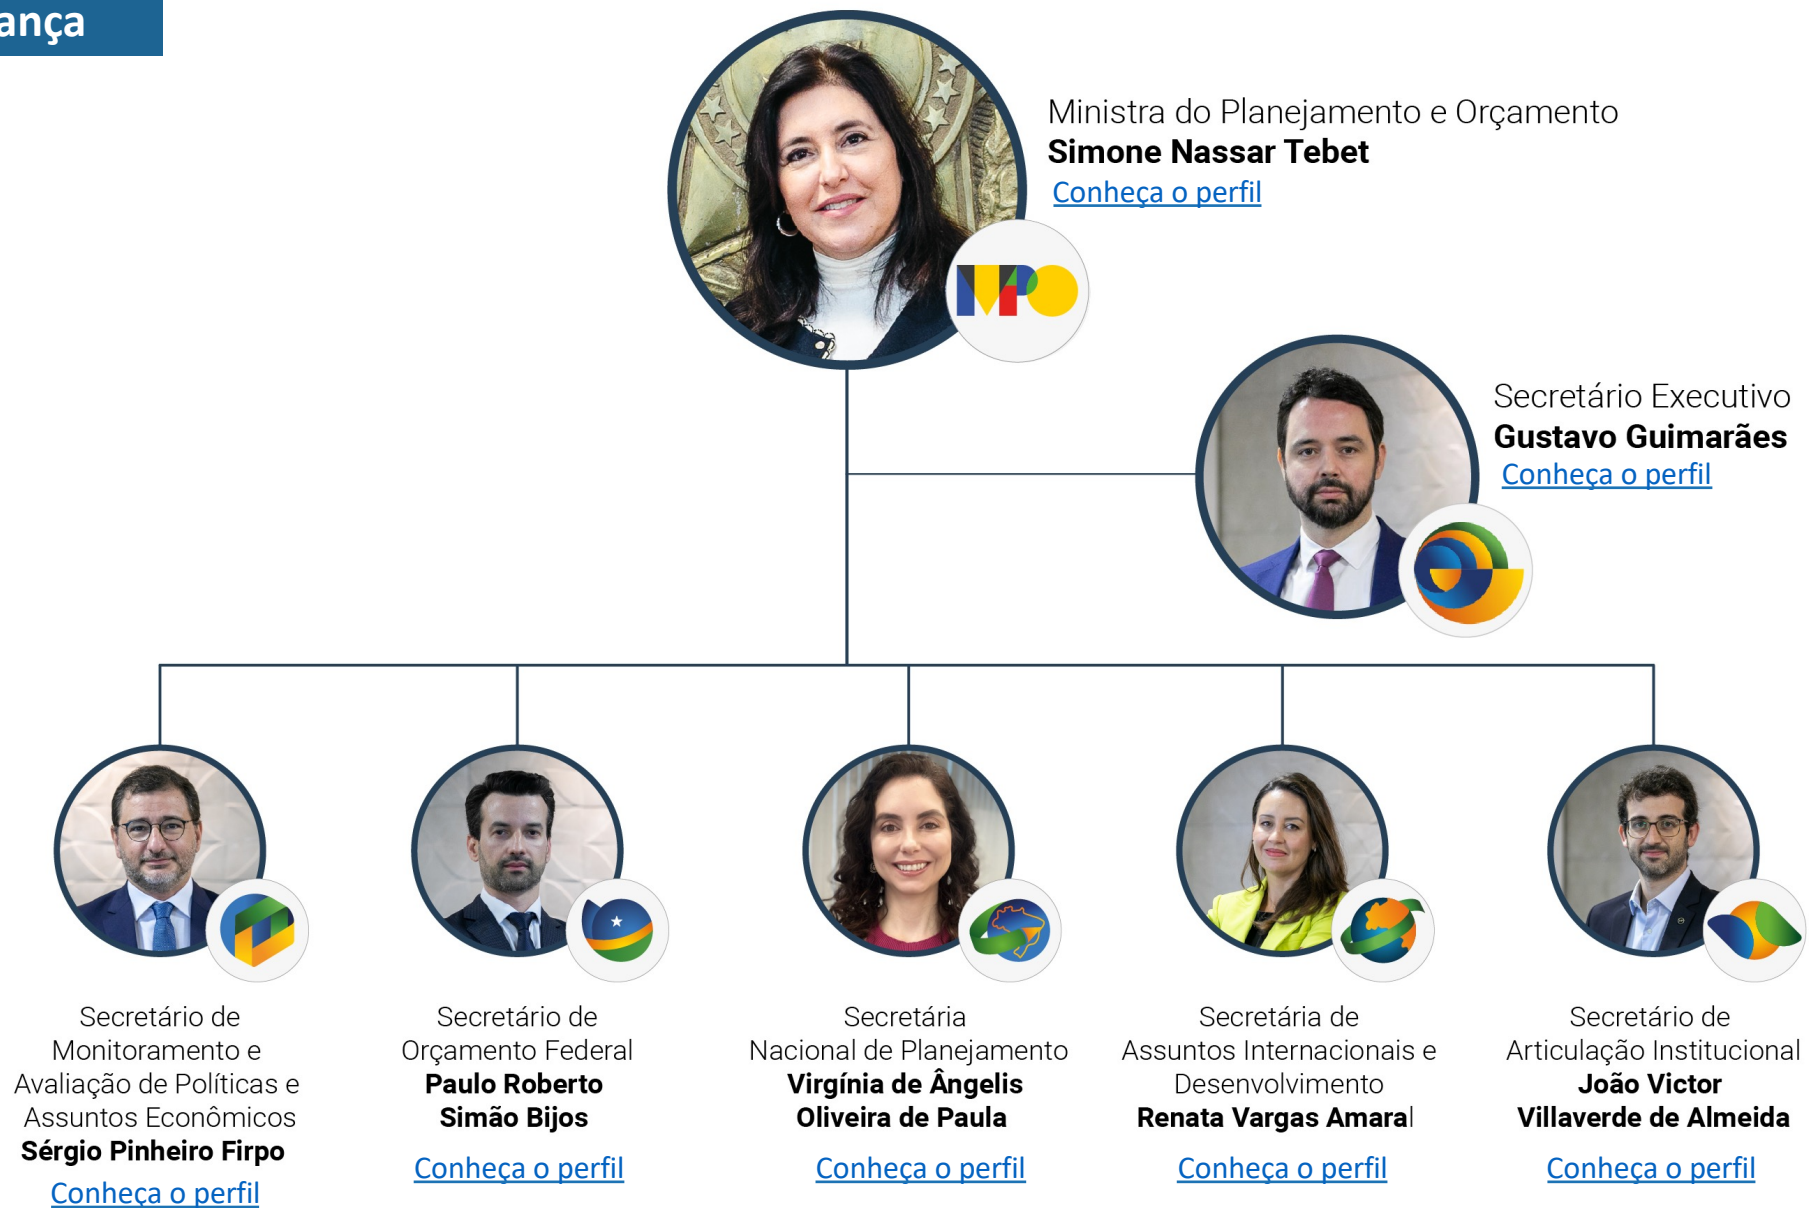 ança
Ministra do Planejamento e Orçamento
Simone Nassar Tebet
Conheça o perfil
MPO
Secretário Executivo
Gustavo Guimarães
Conheça o perfil
Secretário de
Monitoramento e
Avaliação de Políticas e
Assuntos Econômicos
Sérgio Pinheiro Firpo
Conheça o perfil
Secretário de
Orçamento Federal
Paulo Roberto
Simão Bijos
Conheça o perfil
Secretária
Nacional de Planejamento
Virgínia de Ângelis
Oliveira de Paula
Conheça o perfil
Secretária de
Assuntos Internacionais e
Desenvolvimento
Renata Vargas Amaral
Conheça o perfil
Secretário de
Articulação Institucional
João Victor
Villaverde de Almeida
Conheça o perfil